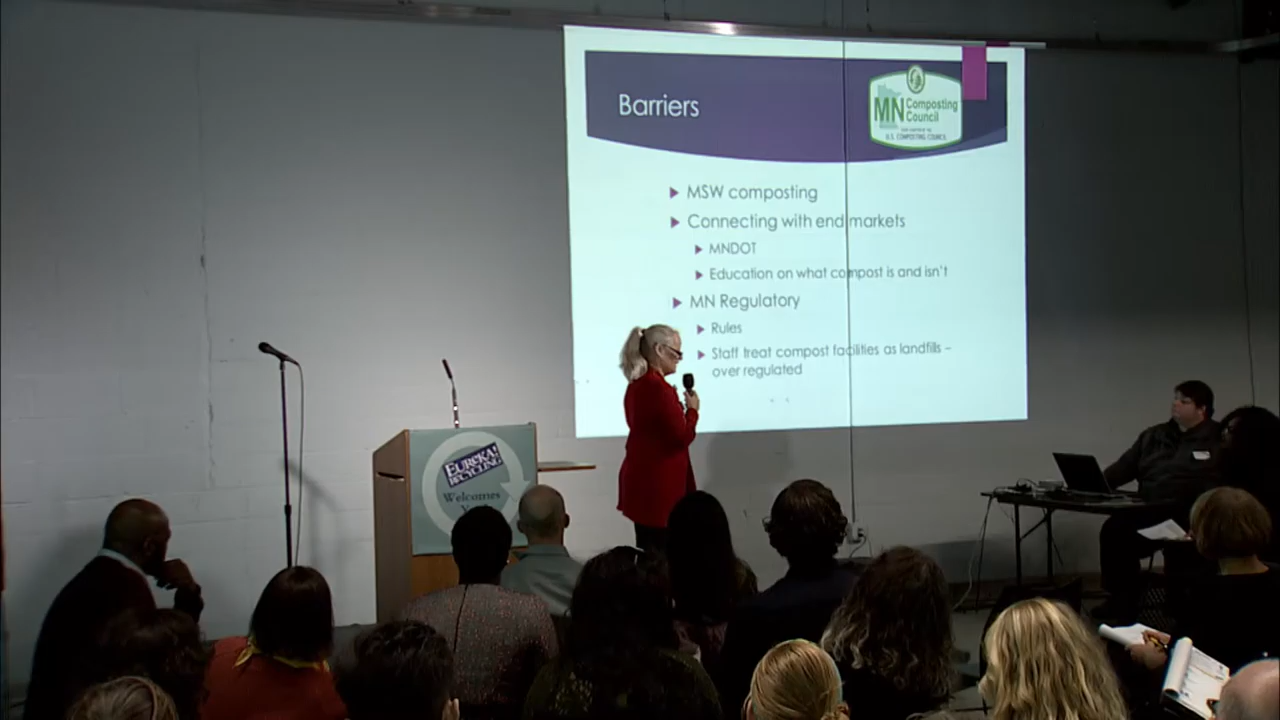 Barriers
MN Composting
Council
U.S. COMPOSTING COUNCIL
MSW composting
Connecting with end markets
MNDOT
Education on what compost is and isn't
MN Regulatory
Rules
Staff treat compost facilities as landfills –
over regulated
EUREKA!
RECYCLING
Welcomes